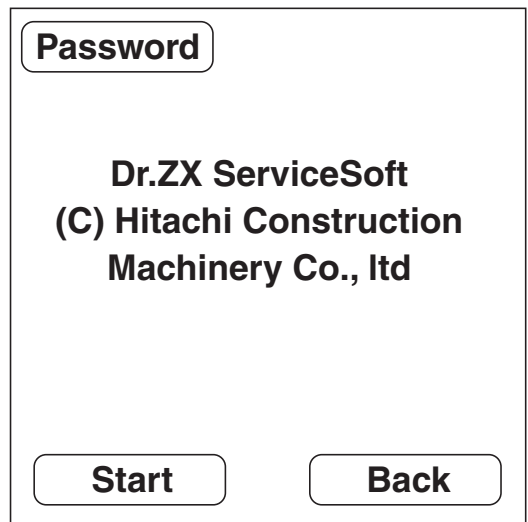 Password
Dr.ZX ServiceSoft
(C) Hitachi Construction
Machinery Co., ltd
Start Back